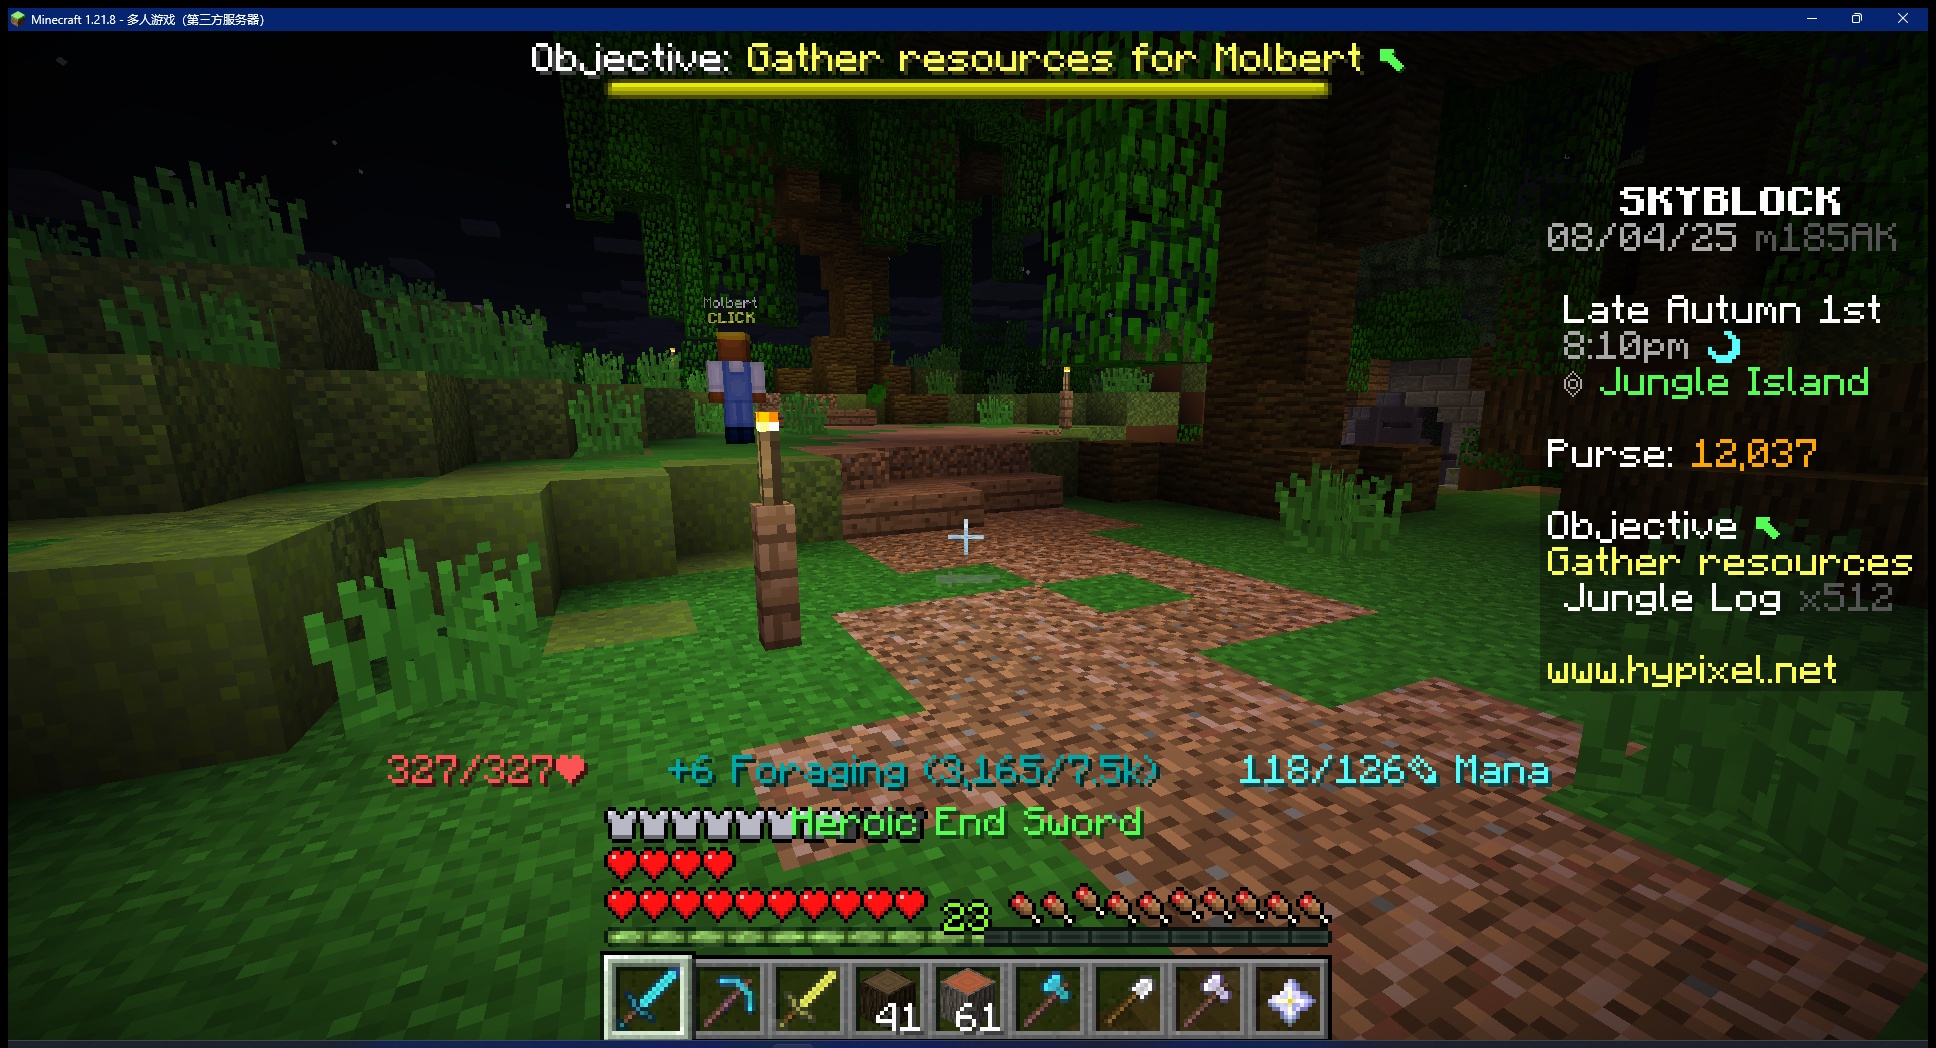 Minecraft 1.21.8 - 多人游戏（第三方服务器）
Objective: Gather resources for Molbert
SKYBLOCK
08/04/25 m185AK
Late Autumn 1st
8:10pm
Jungle Island
Purse: 12,037
Objective
Gather resources
Jungle Log x512
www.hypixel.net
Molbert
CLICK
327/327 +6 Foraging (3,165/7.5k) 118/126 Mana
Heroic End Sword
23
41 61